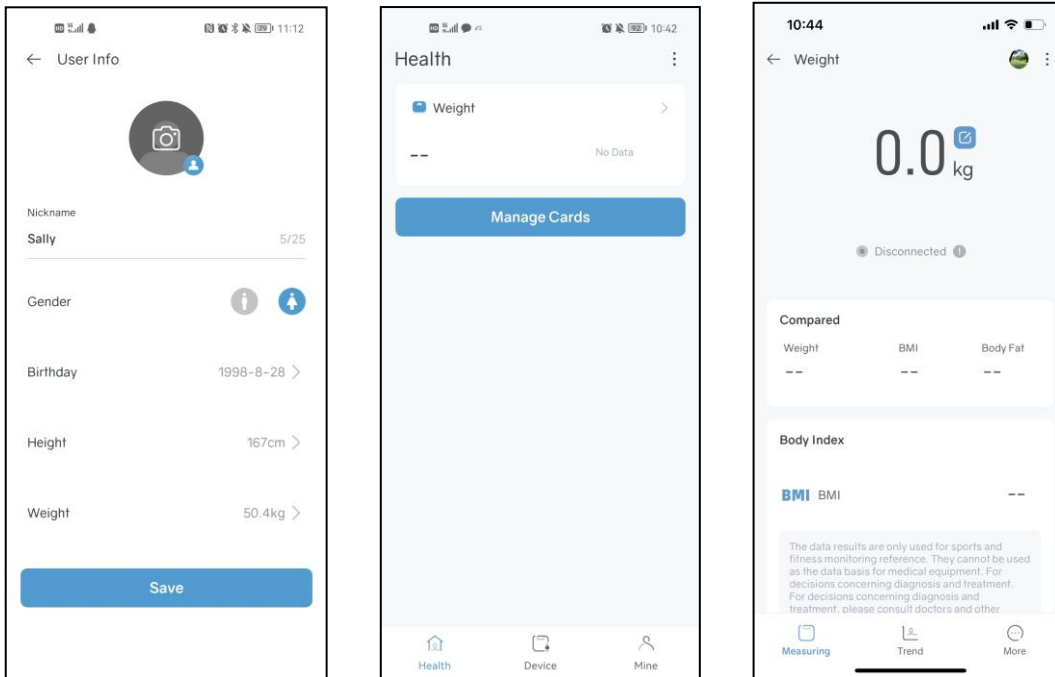 11:12
← User Info
Nickname
Sally 5/25
Gender
Birthday 1998-8-28 >
Height 167cm >
Weight 50.4kg >
Save
10:42
Health
Weight >
-- No Data
Manage Cards
Health Device Mine
10:44
← Weight
0.0 kg
Disconnected
Compared
Weight BMI Body Fat
-- -- --
Body Index
BMI BMI --
The data results are only used for sports and
fitness monitoring reference. They cannot be used
as the data basis for medical equipment. For
decisions concerning diagnosis and treatment.
For decisions concerning diagnosis and
treatment, please consult doctors and other
Measuring Trend More